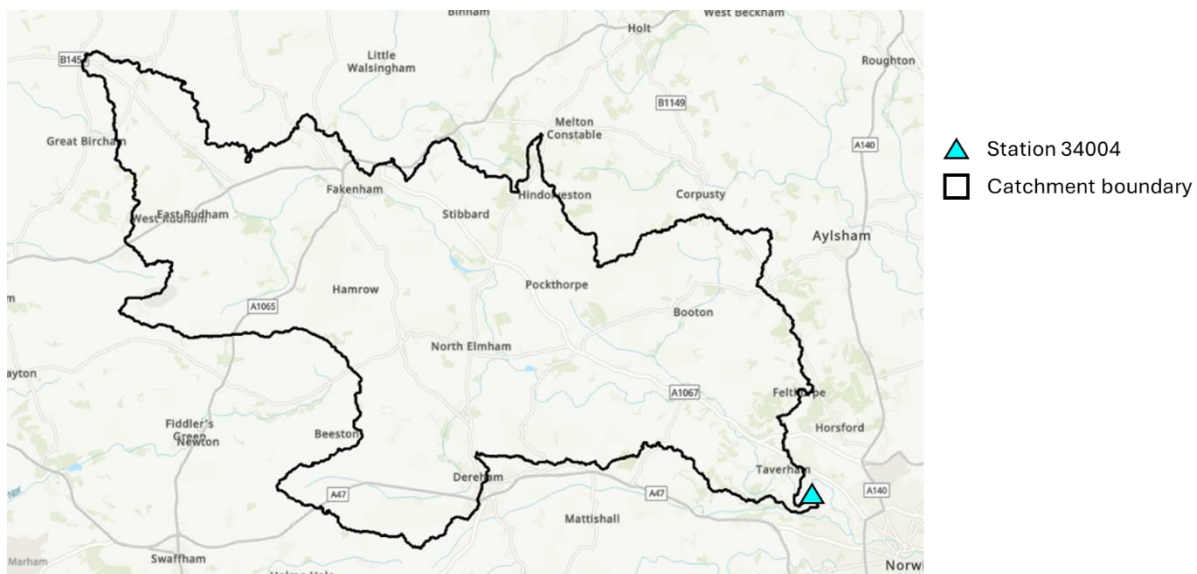 Binham
West Beckham
Holt
Little
Walsingham
Roughton
B1149
Melton
Constable
A140
Great Bircham
Fakenham
Hindolveston
Corpusty
East Rudham
West Rudham
Stibbard
Aylsham
Pockthorpe
Hamrow
A1065
Booton
North Elmham
ayton
A1067
Felthorpe
Fiddler's
Green
Newton
Beeston
Horsford
Dereham
Taverham
A47
A47
A140
Mattishall
Swaffham
Marham
Norw
Station 34004
Catchment boundary